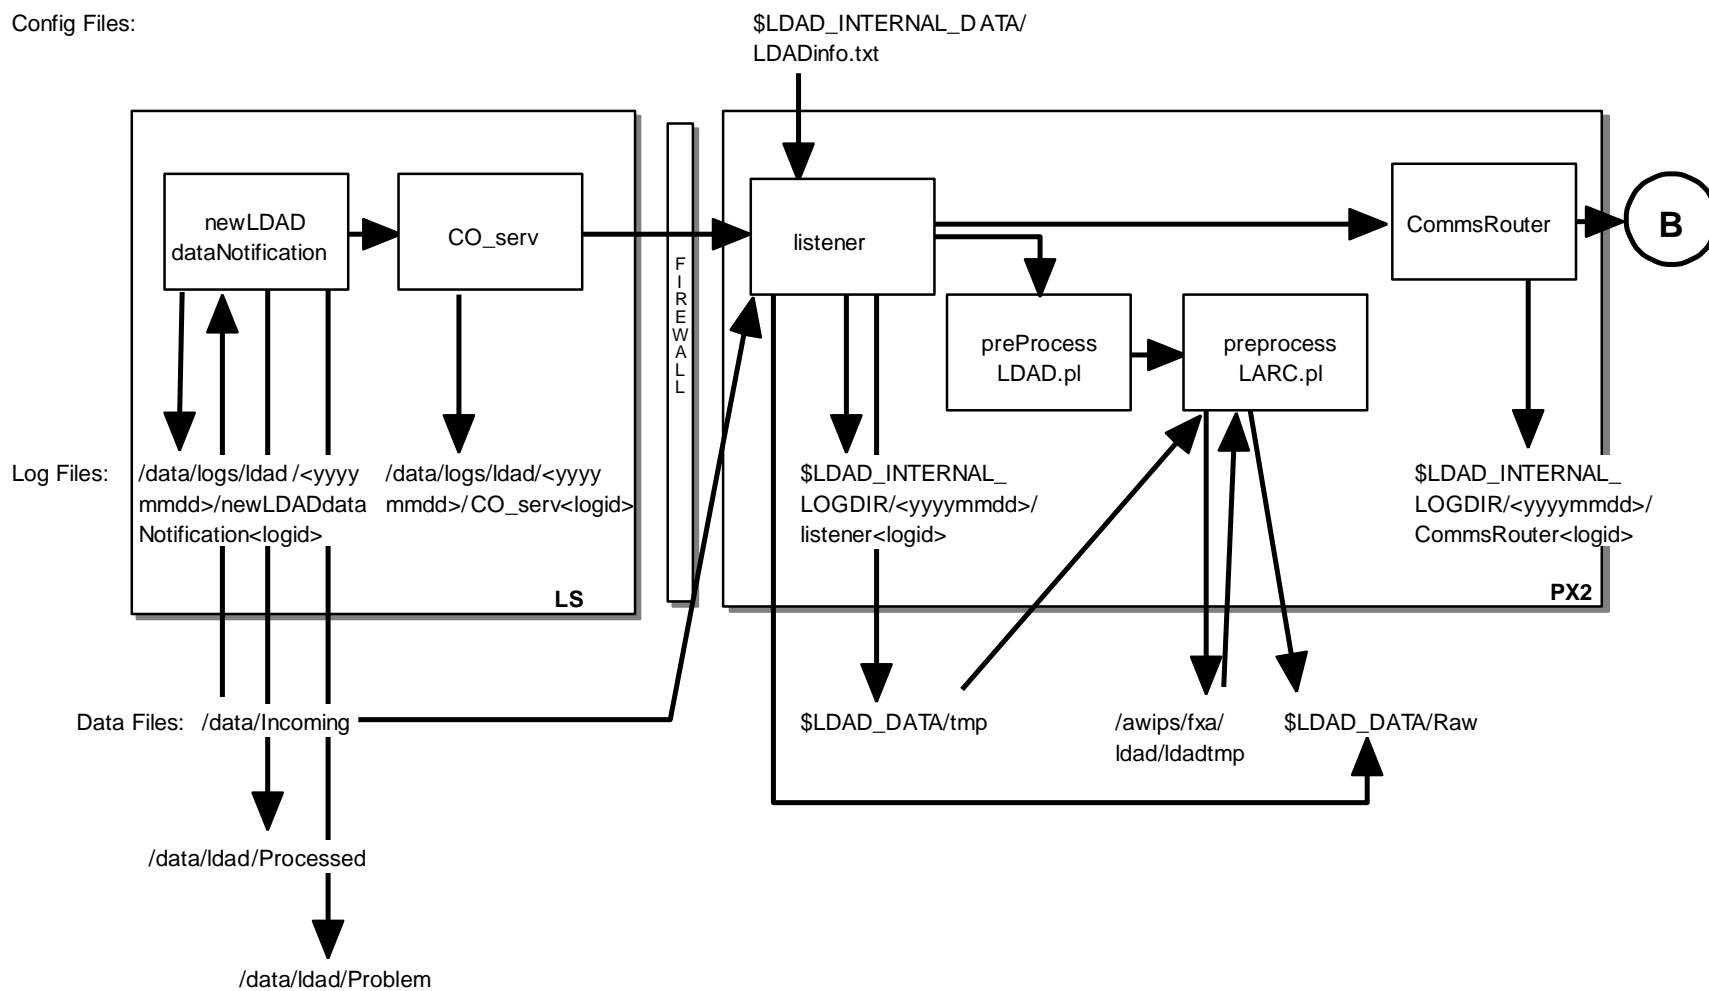 Config Files:
$LDAD_INTERNAL_DATA/
LDADinfo.txt
newLDAD
dataNotification
CO_serv
FIREWALL
listener
CommsRouter
B
preProcess
LDAD.pl
preprocess
LARC.pl
Log Files:
/data/logs/ldad /<yyyy
mmdd>/newLDADdata
Notification<logid>
/data/logs/ldad/<yyyy
mmdd>/CO_serv<logid>
$LDAD_INTERNAL_
LOGDIR/<yyyymmdd>/
listener<logid>
$LDAD_INTERNAL_
LOGDIR/<yyyymmdd>/
CommsRouter<logid>
LS
PX2
Data Files:
/data/Incoming
$LDAD_DATA/tmp
/awips/fxa/
ldad/ldadtmp
$LDAD_DATA/Raw
/data/ldad/Processed
/data/ldad/Problem